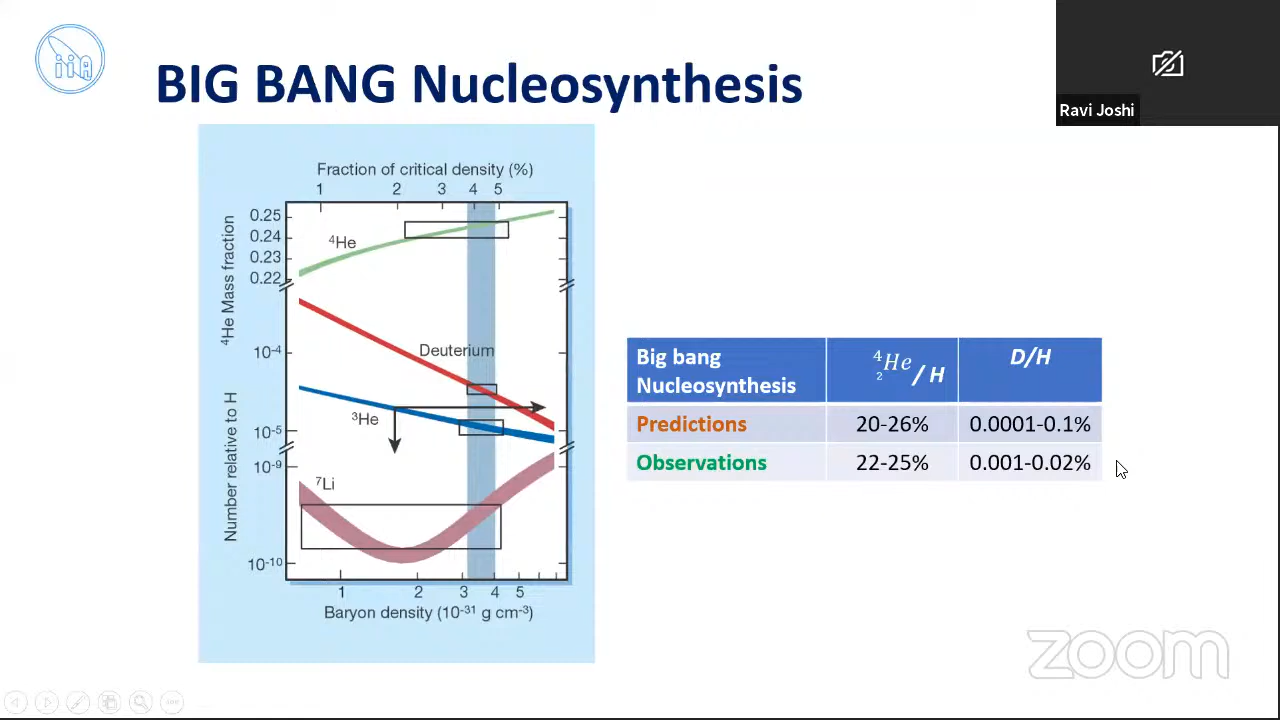 iiA
BIG BANG Nucleosynthesis
Ravi Joshi
Fraction of critical density (%)
1 2 3 4 5
⁴He Mass fraction
0.25
0.24
0.23
0.22
⁴He
10⁻⁴
Deuterium
³He
10⁻⁵
10⁻⁹
⁷Li
10⁻¹⁰
Number relative to H
1 2 3 4 5
Baryon density (10⁻³¹ g cm⁻³)
Big bang Nucleosynthesis ⁴₂He / H D/H
Predictions 20-26% 0.0001-0.1%
Observations 22-25% 0.001-0.02%
zoom